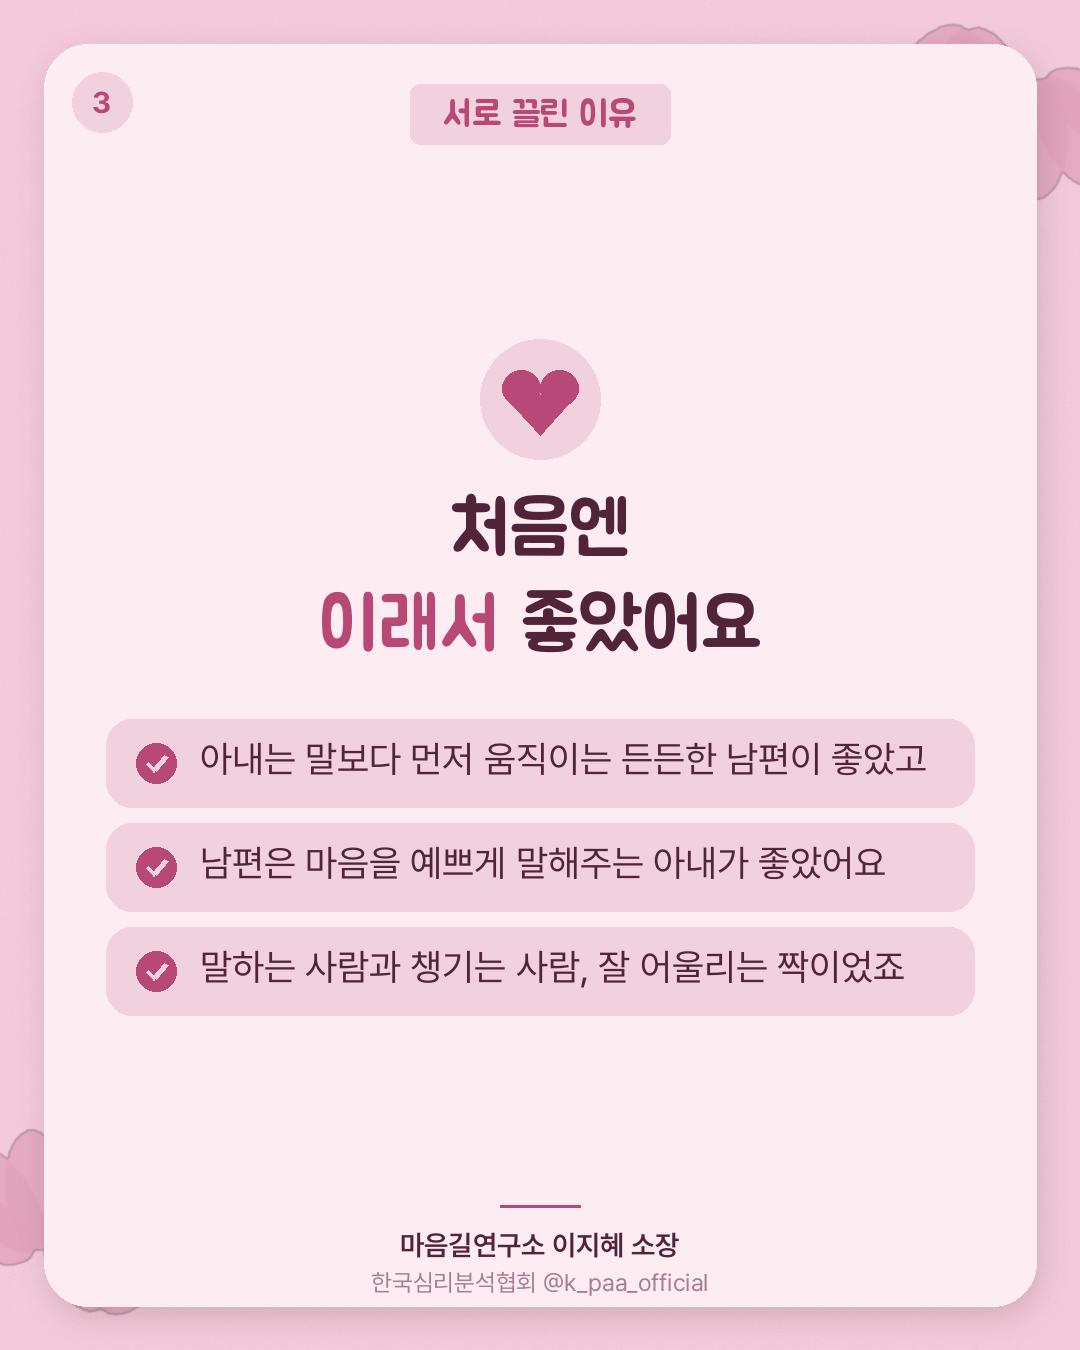 3
서로 끌린 이유
처음엔
이래서 좋았어요
아내는 말보다 먼저 움직이는 든든한 남편이 좋았고
남편은 마음을 예쁘게 말해주는 아내가 좋았어요
말하는 사람과 챙기는 사람, 잘 어울리는 짝이었죠
마음길연구소 이지혜 소장
한국심리분석협회 @k_paa_official